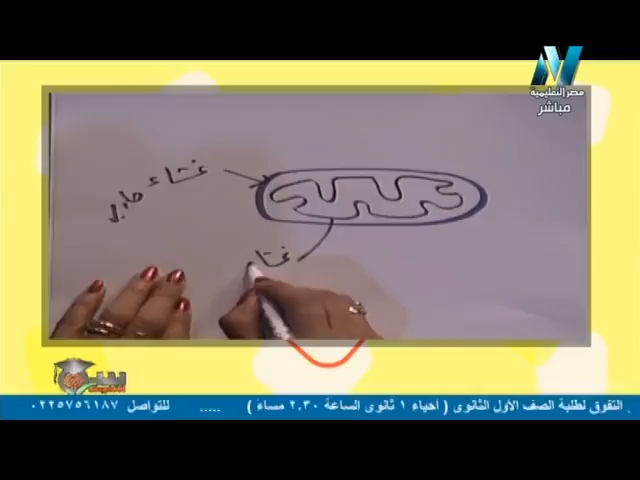 مصر التعليمية
مباشر
غشاء خارجى
غشا
. التفوق لطلبة الصف الأول الثانوى ( أحياء ١ ثانوى الساعة ٢.٣٠ مساءً ) ..... للتواصل ٠٢٢٥٧٥٦١٨٧